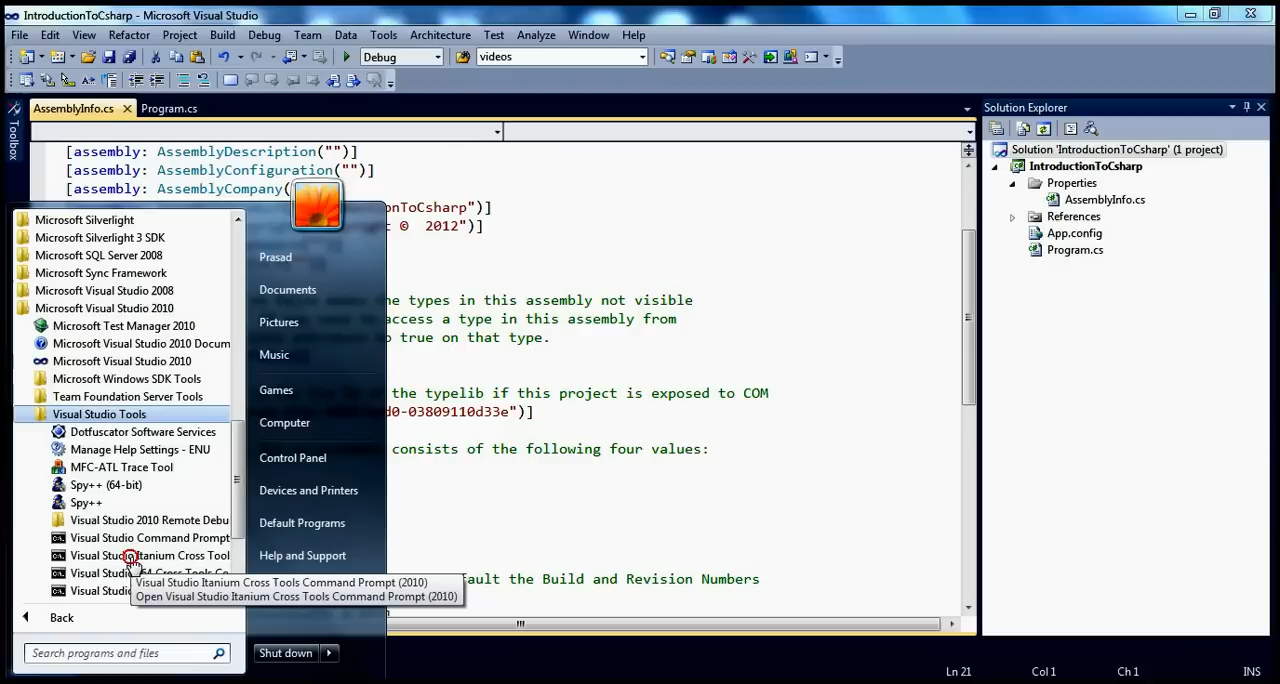 IntroductionToCsharp - Microsoft Visual Studio
File Edit View Refactor Project Build Debug Team Data Tools Architecture Test Analyze Window Help
Debug videos
AssemblyInfo.cs Program.cs
Toolbox
[assembly: AssemblyDescription("")]
[assembly: AssemblyConfiguration("")]
[assembly: AssemblyCompany(
onToCsharp")]
© 2012")]
the types in this assembly not visible
access a type in this assembly from
true on that type.
the typelib if this project is exposed to COM
d0-03809110d33e")]
consists of the following four values:
the Build and Revision Numbers
Microsoft Silverlight
Microsoft Silverlight 3 SDK
Microsoft SQL Server 2008
Microsoft Sync Framework
Microsoft Visual Studio 2008
Microsoft Visual Studio 2010
Microsoft Test Manager 2010
Microsoft Visual Studio 2010 Docum
Microsoft Visual Studio 2010
Microsoft Windows SDK Tools
Team Foundation Server Tools
Visual Studio Tools
Dotfuscator Software Services
Manage Help Settings - ENU
MFC-ATL Trace Tool
Spy++ (64-bit)
Spy++
Visual Studio 2010 Remote Debu
Visual Studio Command Prompt
Visual Studio Itanium Cross Tool
Visual Studio
Visual Studio
Back
Search programs and files
Prasad
Documents
Pictures
Music
Games
Computer
Control Panel
Devices and Printers
Default Programs
Help and Support
Shut down
Visual Studio Itanium Cross Tools Command Prompt (2010)
Open Visual Studio Itanium Cross Tools Command Prompt (2010)
Solution Explorer
Solution 'IntroductionToCsharp' (1 project)
IntroductionToCsharp
Properties
AssemblyInfo.cs
References
App.config
Program.cs
Ln 21 Col 1 Ch 1 INS